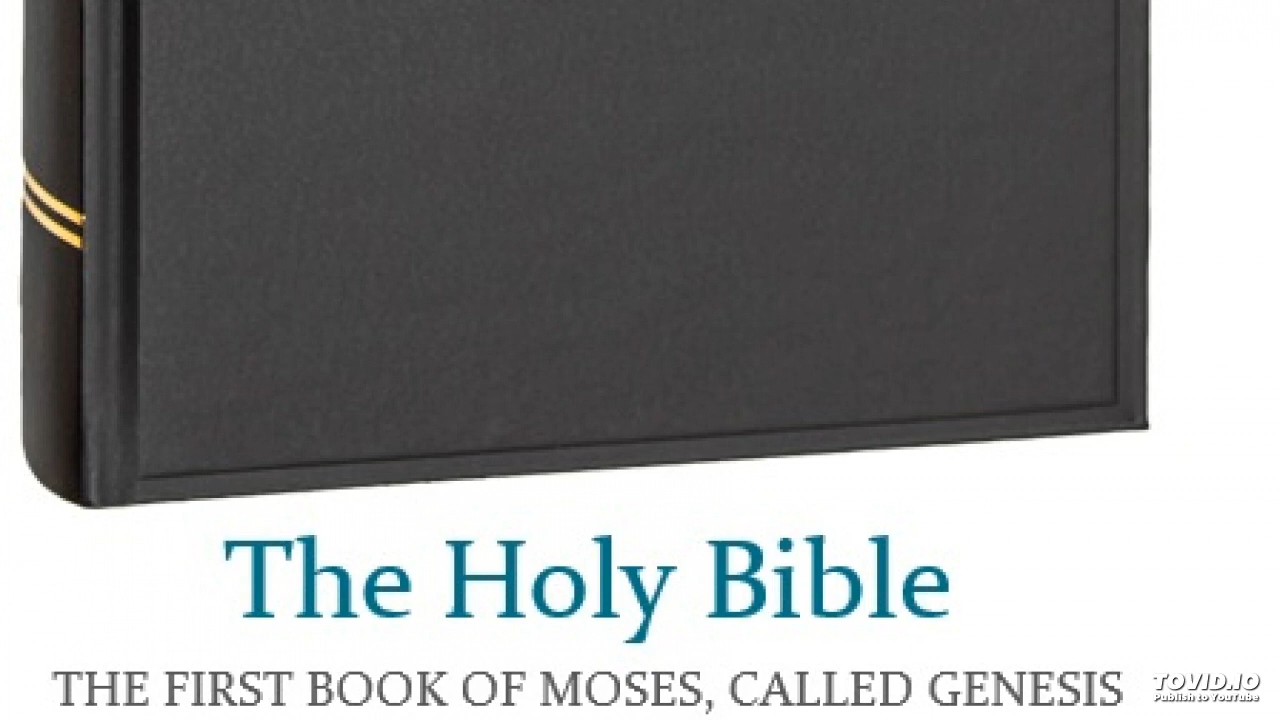 The Holy Bible
THE FIRST BOOK OF MOSES, CALLED GENESIS
TOVID.IO
Publish to YouTube